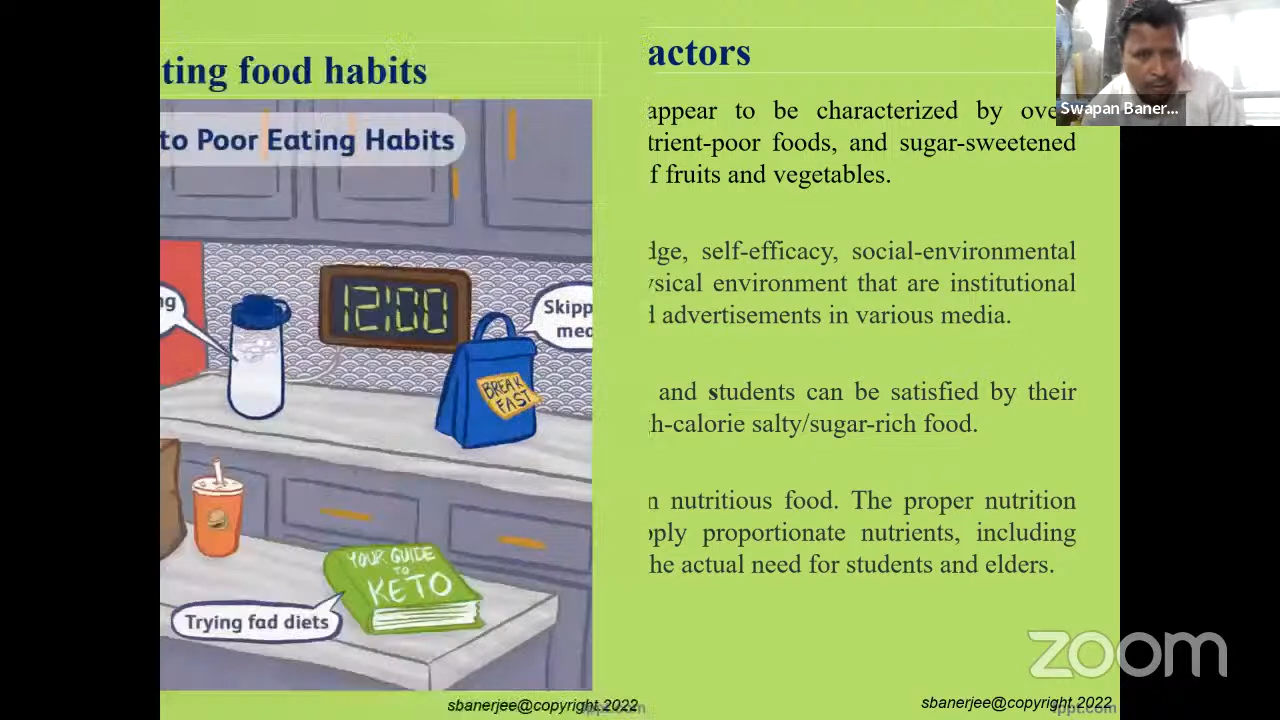 ting food habits
to Poor Eating Habits
12:00
Skipp
mea
BREAK
FAST
YOUR GUIDE
TO
KETO
Trying fad diets
sbanerjee@copyright 2022
actors
appear to be characterized by ove
trient-poor foods, and sugar-sweetened
f fruits and vegetables.
dge, self-efficacy, social-environmental
ysical environment that are institutional
d advertisements in various media.
and students can be satisfied by their
h-calorie salty/sugar-rich food.
n nutritious food. The proper nutrition
pply proportionate nutrients, including
he actual need for students and elders.
sbanerjee@copyright 2022
Swapan Baner...
zoom